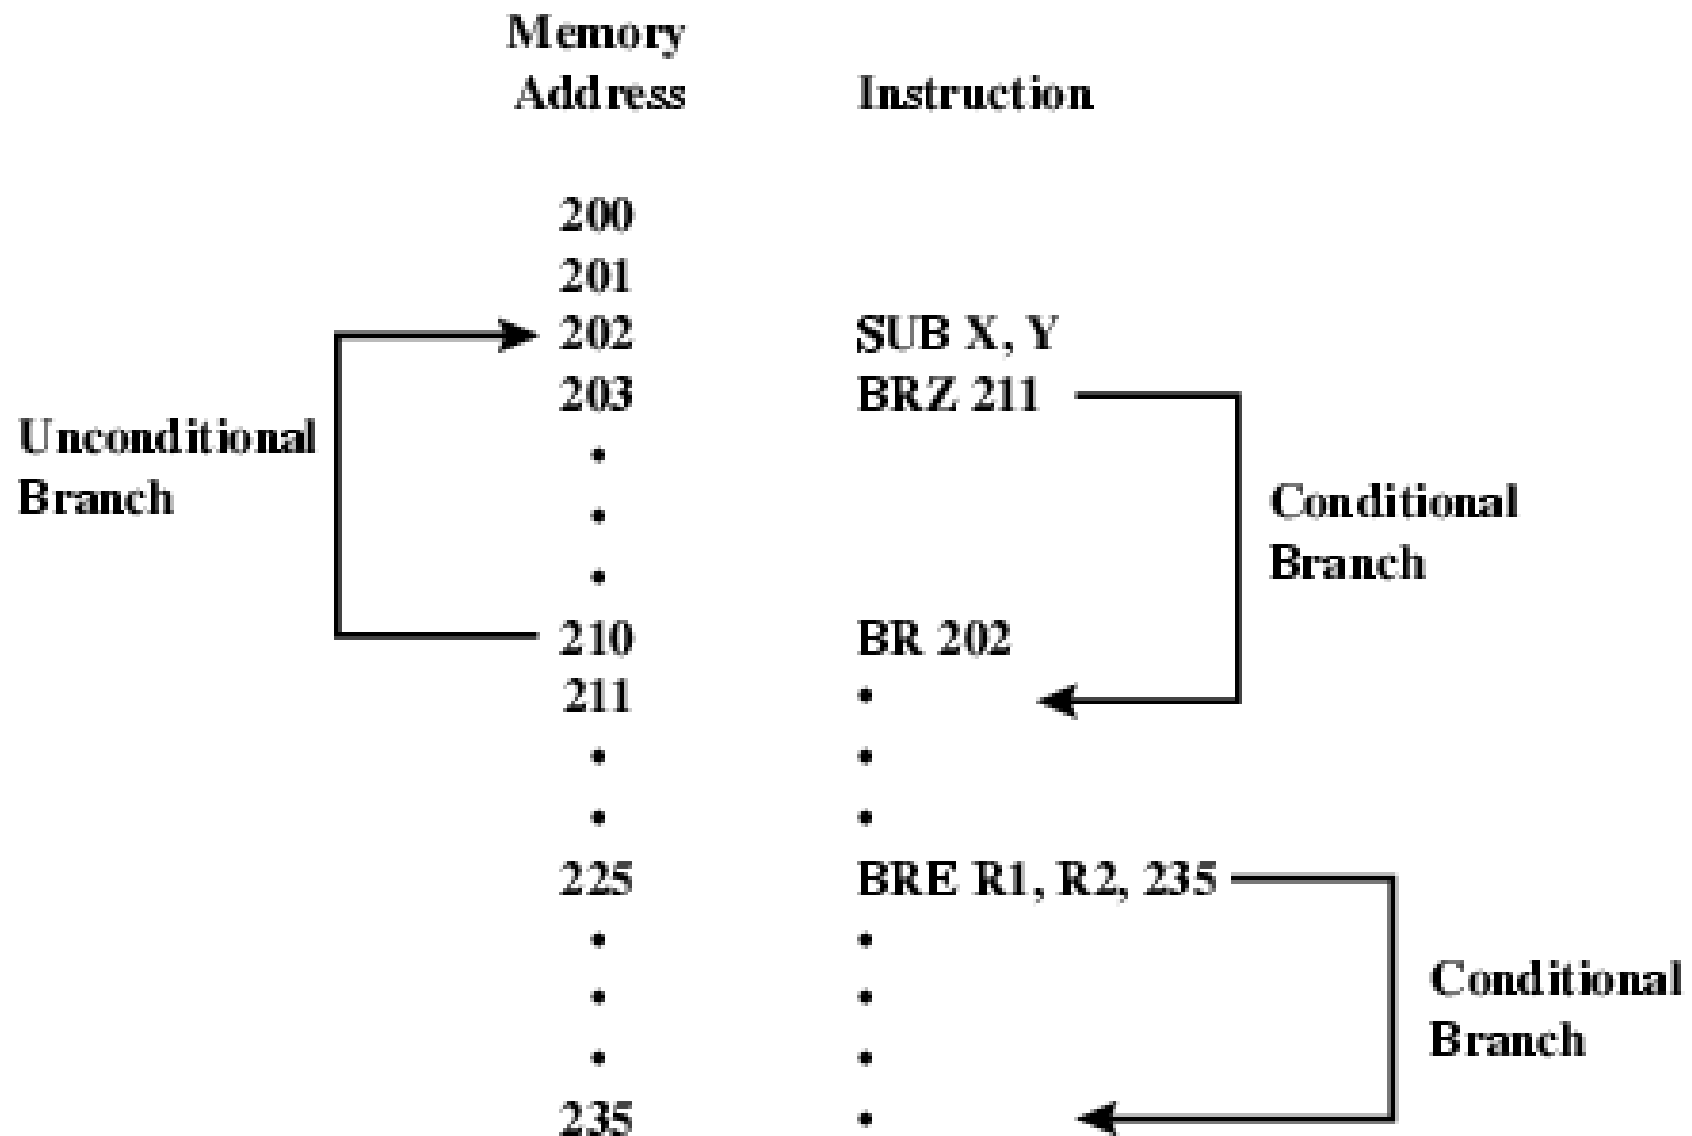 Memory
Address Instruction
200
201
202 SUB X, Y
203 BRZ 211
Unconditional
Branch
Conditional
Branch
210 BR 202
211
225 BRE R1, R2, 235
Conditional
Branch
235